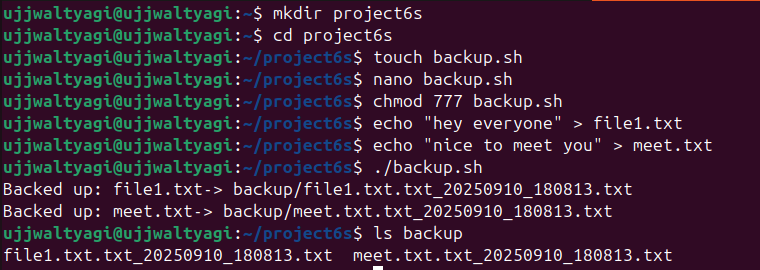 ujjwaltyagi@ujjwaltyagi:~$ mkdir project6s
ujjwaltyagi@ujjwaltyagi:~$ cd project6s
ujjwaltyagi@ujjwaltyagi:~/project6s$ touch backup.sh
ujjwaltyagi@ujjwaltyagi:~/project6s$ nano backup.sh
ujjwaltyagi@ujjwaltyagi:~/project6s$ chmod 777 backup.sh
ujjwaltyagi@ujjwaltyagi:~/project6s$ echo "hey everyone" > file1.txt
ujjwaltyagi@ujjwaltyagi:~/project6s$ echo "nice to meet you" > meet.txt
ujjwaltyagi@ujjwaltyagi:~/project6s$ ./backup.sh
Backed up: file1.txt-> backup/file1.txt.txt_20250910_180813.txt
Backed up: meet.txt-> backup/meet.txt.txt_20250910_180813.txt
ujjwaltyagi@ujjwaltyagi:~/project6s$ ls backup
file1.txt.txt_20250910_180813.txt  meet.txt.txt_20250910_180813.txt